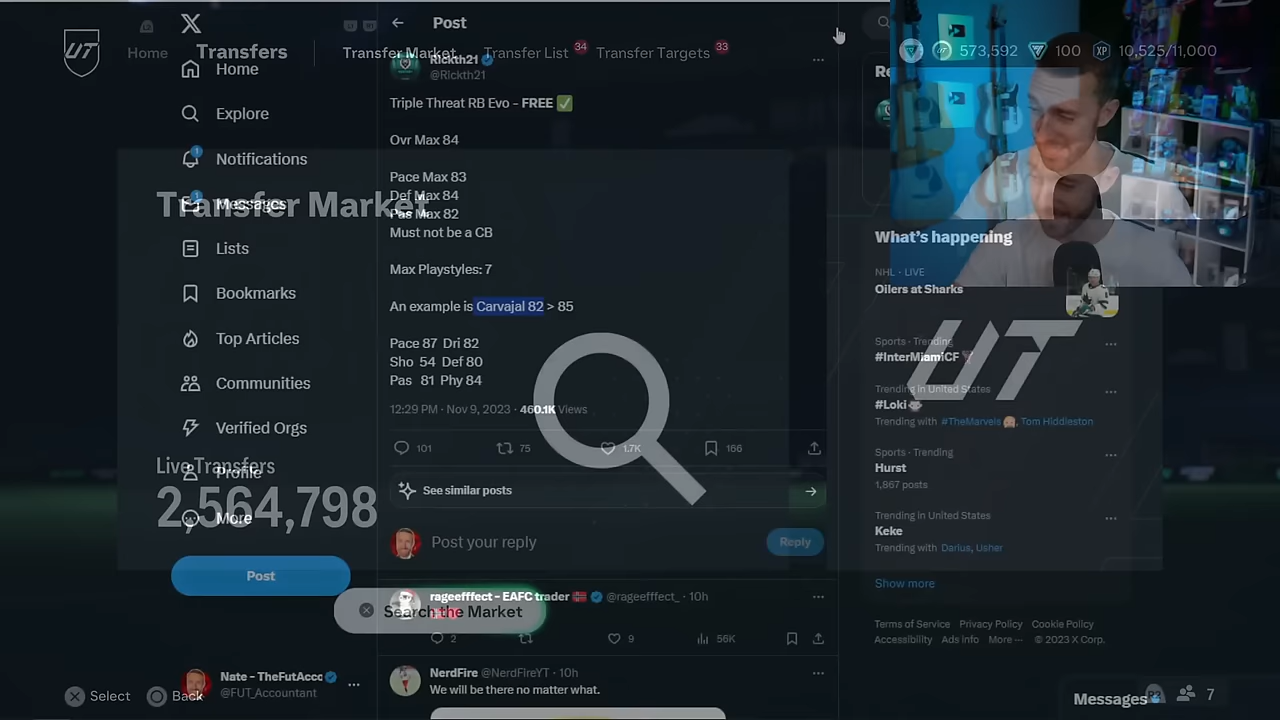 Home
Transfers
Transfer Market
Transfer List
34
Transfer Targets
33
573,592
100
XP
10,525/11,000
UT
X
Home
Explore
Notifications
Messages
Lists
Bookmarks
Top Articles
Communities
Verified Orgs
Profile
More
Post
Nate - TheFutAcco
@FUT_Accountant
Transfer Market
Live Transfers
2,564,798
Search the Market
Select
Back
Post
Rickth21
@Rickth21
Triple Threat RB Evo - FREE ✅
Ovr Max 84
Pace Max 83
Def Max 84
Pas Max 82
Must not be a CB
Max Playstyles: 7
An example is Carvajal 82 > 85
Pace 87 Dri 82
Sho 54 Def 80
Pas 81 Phy 84
12:29 PM · Nov 9, 2023 · 460.1K Views
101
75
1.7K
166
See similar posts
Post your reply
Reply
rageefffect - EAFC trader 🇳🇴 @rageefffect_ · 10h
2
9
56K
NerdFire @NerdFireYT · 10h
We will be there no matter what.
Re
What's happening
NHL · LIVE
Oilers at Sharks
Sports · Trending
#InterMiamiCF
Trending in United States
#Loki
Trending with #TheMarvels, Tom Hiddleston
Sports · Trending
Hurst
1,867 posts
Trending in United States
Keke
Trending with Darius, Usher
Show more
Terms of Service Privacy Policy Cookie Policy
Accessibility Ads info More ··· © 2023 X Corp.
UT
Messages
7